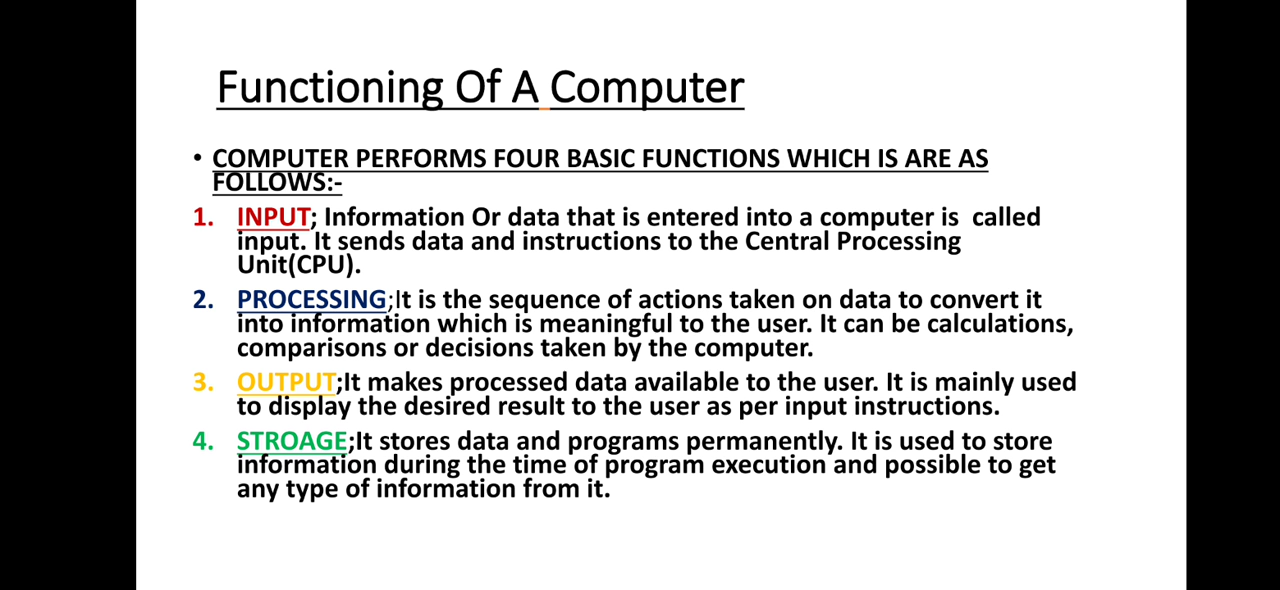 Functioning Of A Computer
• COMPUTER PERFORMS FOUR BASIC FUNCTIONS WHICH IS ARE AS
FOLLOWS:-
1. INPUT; Information Or data that is entered into a computer is called
input. It sends data and instructions to the Central Processing
Unit(CPU).
2. PROCESSING;It is the sequence of actions taken on data to convert it
into information which is meaningful to the user. It can be calculations,
comparisons or decisions taken by the computer.
3. OUTPUT;It makes processed data available to the user. It is mainly used
to display the desired result to the user as per input instructions.
4. STROAGE;It stores data and programs permanently. It is used to store
information during the time of program execution and possible to get
any type of information from it.